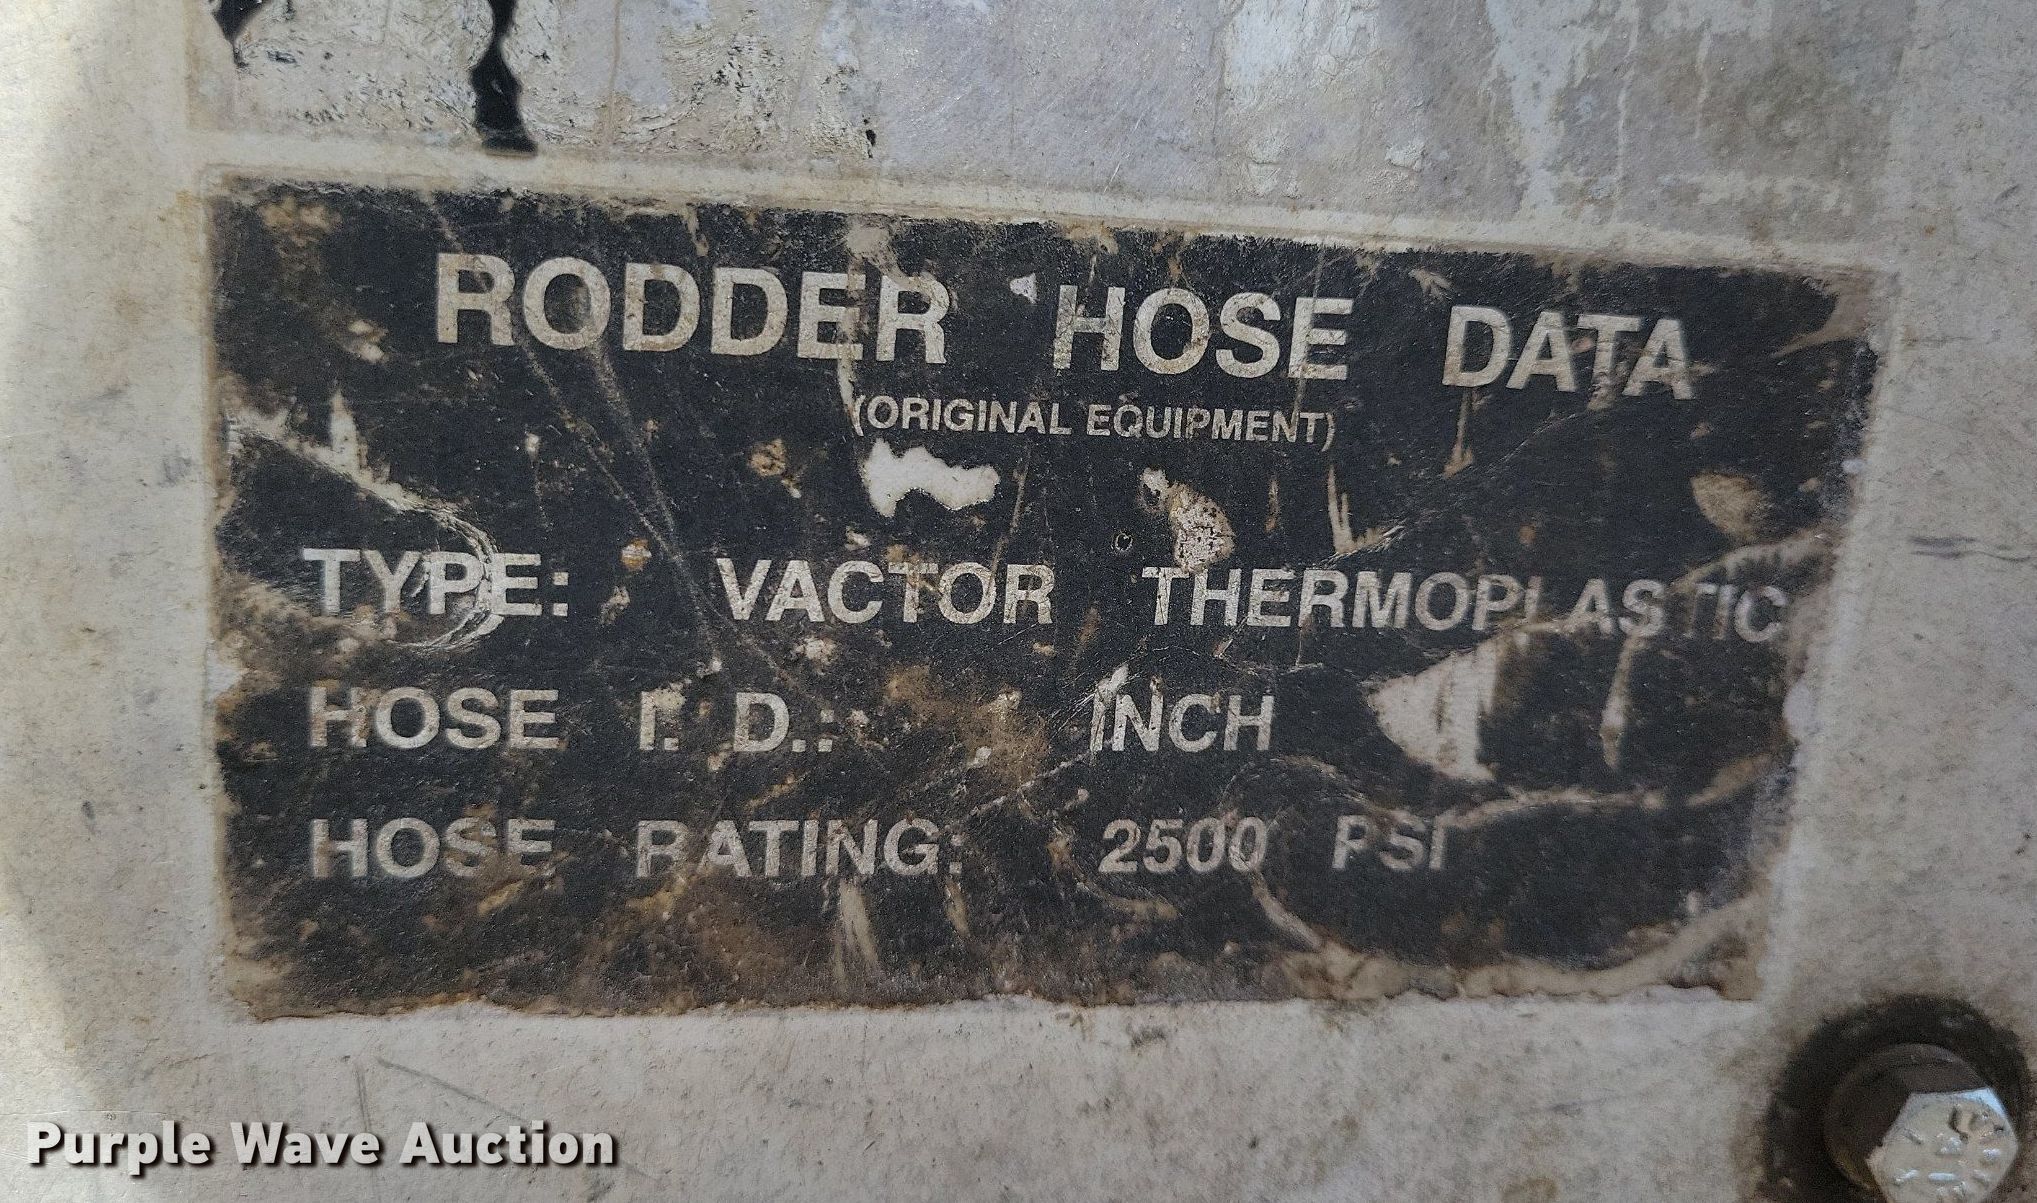 RODDER HOSE DATA
(ORIGINAL EQUIPMENT)
TYPE: VACTOR THERMOPLASTIC
HOSE I. D.: INCH
HOSE RATING: 2500 PSI
Purple Wave Auction